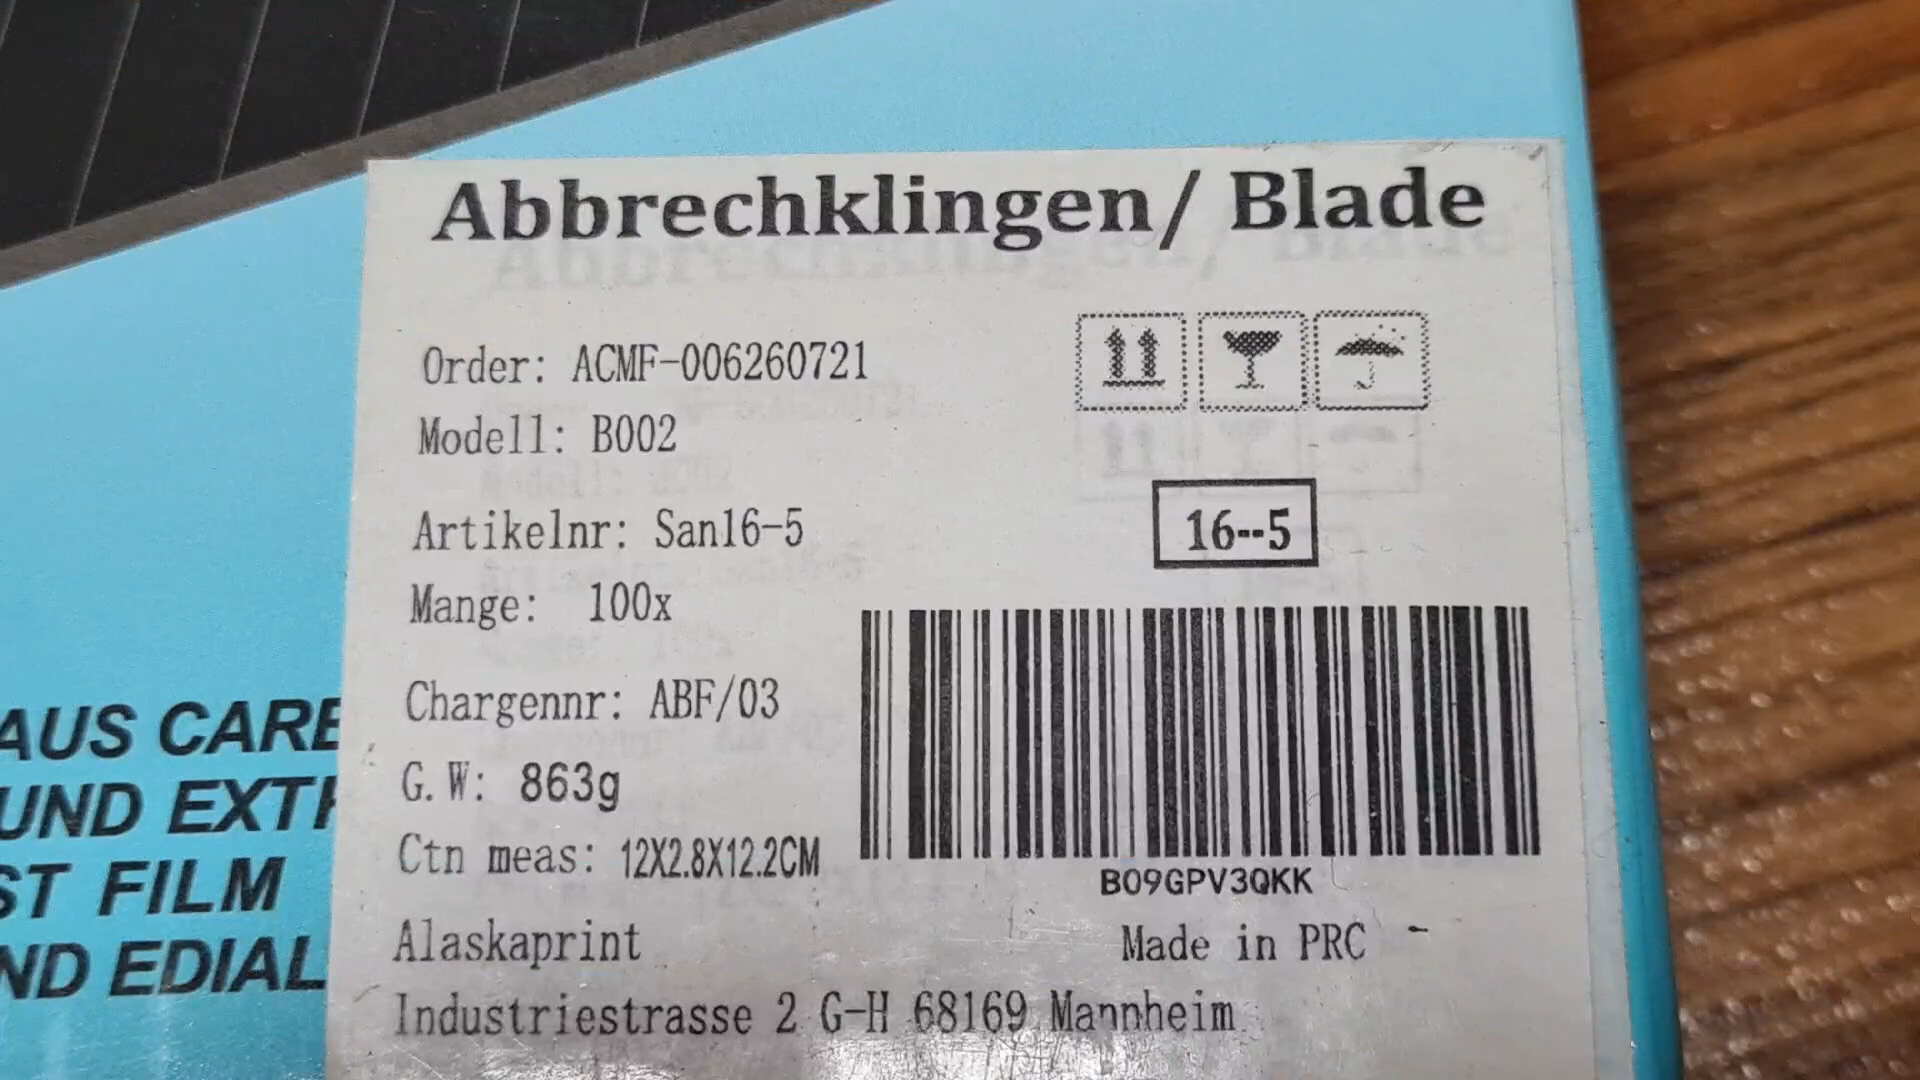 Abbrechklingen/ Blade
Order: ACMF-006260721
Modell: B002
Artikelnr: San16-5
16--5
Mange: 100x
Chargennr: ABF/03
G.W: 863g
Ctn meas: 12X2.8X12.2CM
B09GPV3QKK
Alaskaprint
Made in PRC
Industriestrasse 2 G-H 68169 Mannheim
AUS CARB
UND EXTR
ST FILM
ND EDIAL